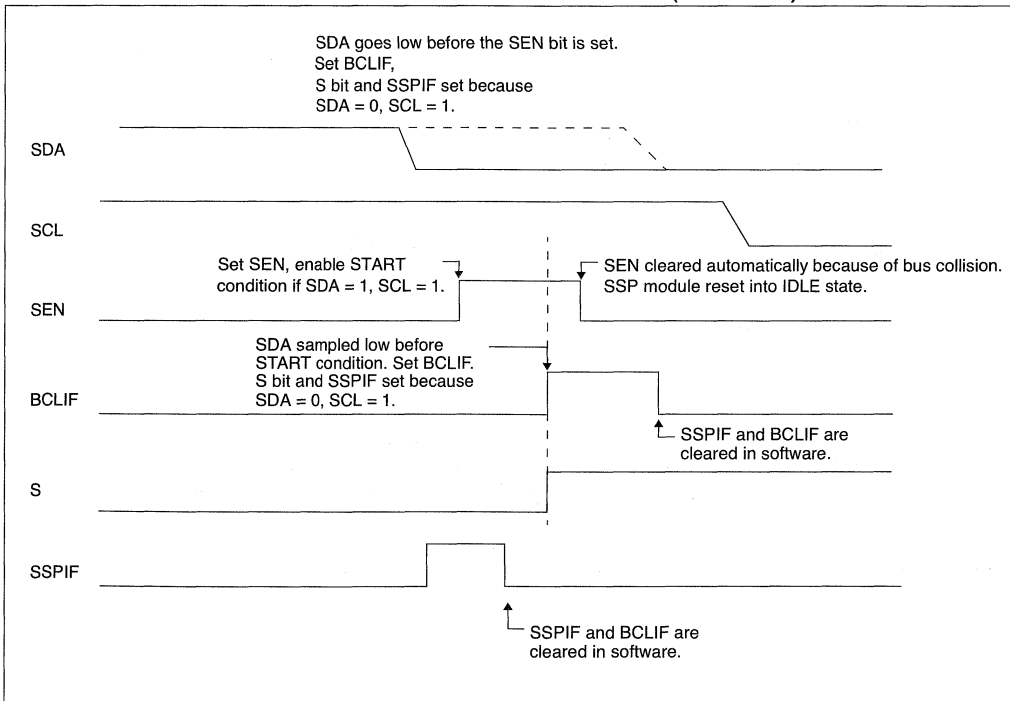 SDA goes low before the SEN bit is set.
Set BCLIF,
S bit and SSPIF set because
SDA = 0, SCL = 1.
SDA
SCL
Set SEN, enable START
condition if SDA = 1, SCL = 1.
SEN cleared automatically because of bus collision.
SSP module reset into IDLE state.
SEN
SDA sampled low before
START condition. Set BCLIF.
S bit and SSPIF set because
SDA = 0, SCL = 1.
BCLIF
SSPIF and BCLIF are
cleared in software.
S
SSPIF
SSPIF and BCLIF are
cleared in software.